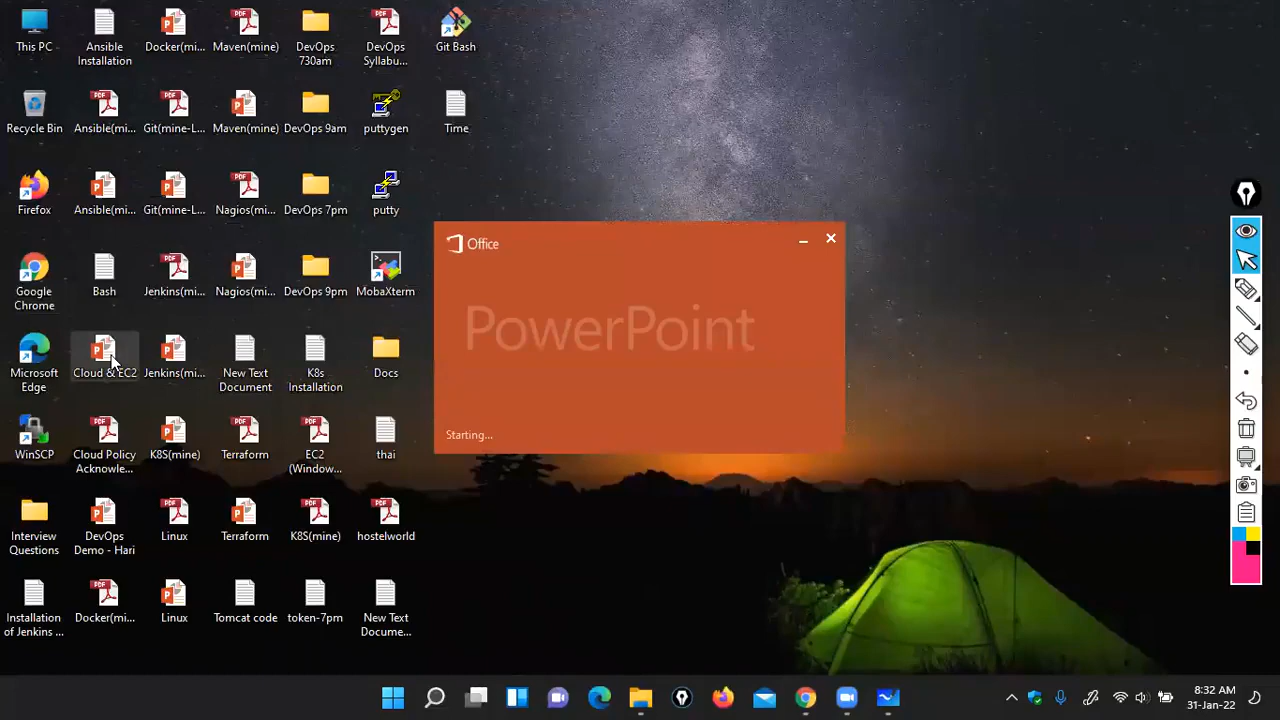 This PC
Ansible
Installation
Docker(mi...
Maven(mine)
DevOps
730am
DevOps
Syllabu...
Git Bash
Recycle Bin
Ansible(mi...
Git(mine-L...
Maven(mine)
DevOps 9am
puttygen
Time
Firefox
Ansible(mi...
Git(mine-L...
Nagios(mi...
DevOps 7pm
putty
Google
Chrome
Bash
Jenkins(mi...
Nagios(mi...
DevOps 9pm
MobaXterm
Microsoft
Edge
Cloud & EC2
Jenkins(mi...
New Text
Document
K8s
Installation
Docs
WinSCP
Cloud Policy
Acknowle...
K8S(mine)
Terraform
EC2
(Window...
thai
Interview
Questions
DevOps
Demo - Hari
Linux
Terraform
K8S(mine)
hostelworld
Installation
of Jenkins ...
Docker(mi...
Linux
Tomcat code
token-7pm
New Text
Docume...
Office
PowerPoint
Starting...
8:32 AM
31-Jan-22